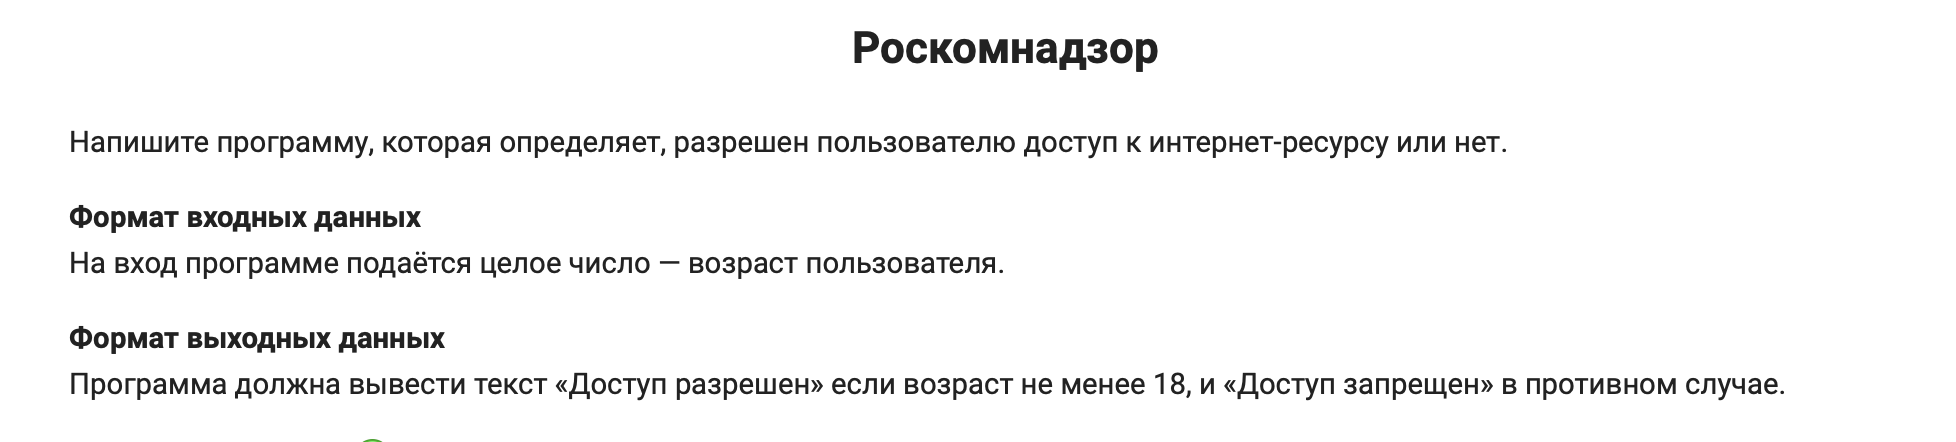 Роскомнадзор
Напишите программу, которая определяет, разрешен пользователю доступ к интернет-ресурсу или нет.
Формат входных данных
На вход программе подаётся целое число — возраст пользователя.
Формат выходных данных
Программа должна вывести текст «Доступ разрешен» если возраст не менее 18, и «Доступ запрещен» в противном случае.